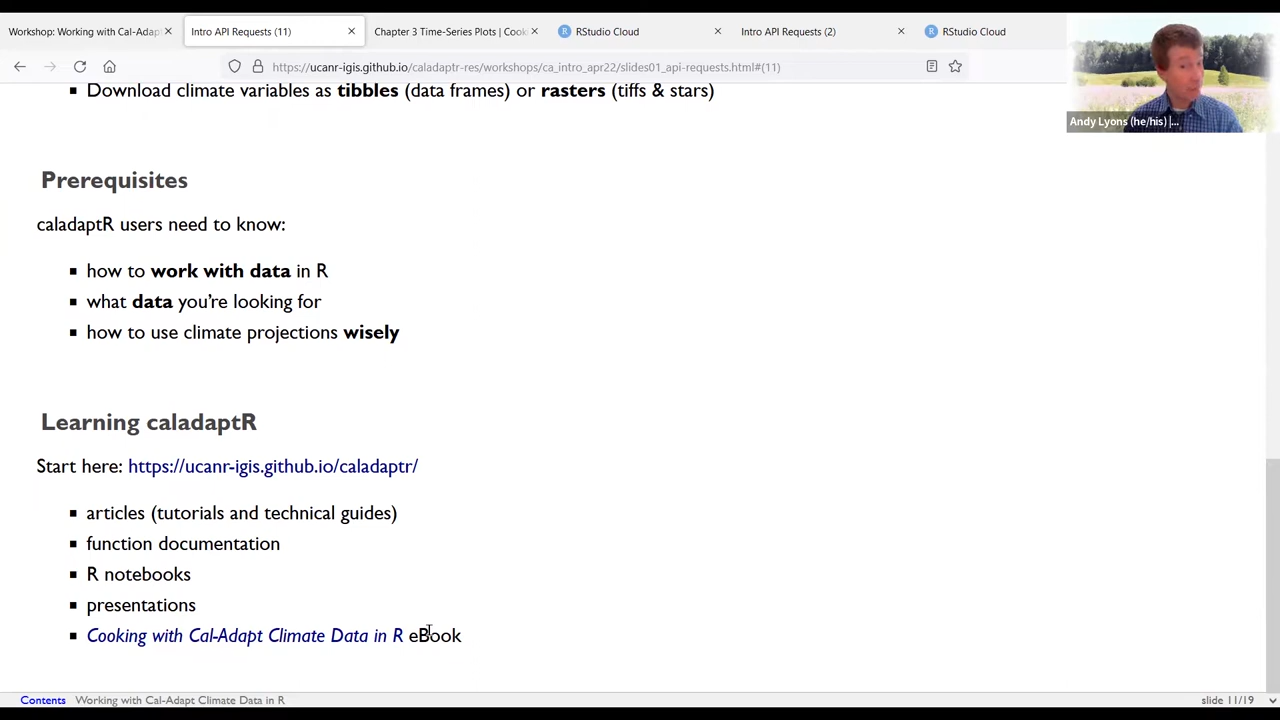 Workshop: Working with Cal-Adap
Intro API Requests (11)
Chapter 3 Time-Series Plots | Cook
RStudio Cloud
Intro API Requests (2)
RStudio Cloud
https://ucanr-igis.github.io/caladaptr-res/workshops/ca_intro_apr22/slides01_api-requests.html#(11)
Andy Lyons (he/his) |...
▪ Download climate variables as tibbles (data frames) or rasters (tiffs & stars)
Prerequisites
caladaptR users need to know:
▪ how to work with data in R
▪ what data you’re looking for
▪ how to use climate projections wisely
Learning caladaptR
Start here: https://ucanr-igis.github.io/caladaptr/
▪ articles (tutorials and technical guides)
▪ function documentation
▪ R notebooks
▪ presentations
▪ Cooking with Cal-Adapt Climate Data in R eBook
Contents Working with Cal-Adapt Climate Data in R
slide 11/19